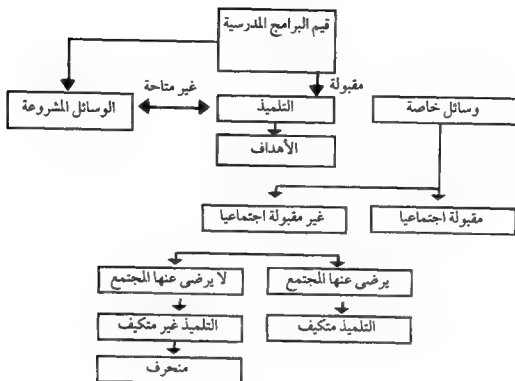 قيم البرامج المدرسية
غير متاحة
مقبولة
وسائل خاصة
التلميذ
الوسائل المشروعة
الأهداف
مقبولة اجتماعيا
غير مقبولة اجتماعيا
يرضى عنها المجتمع
لا يرضى عنها المجتمع
التلميذ متكيف
التلميذ غير متكيف
منحرف